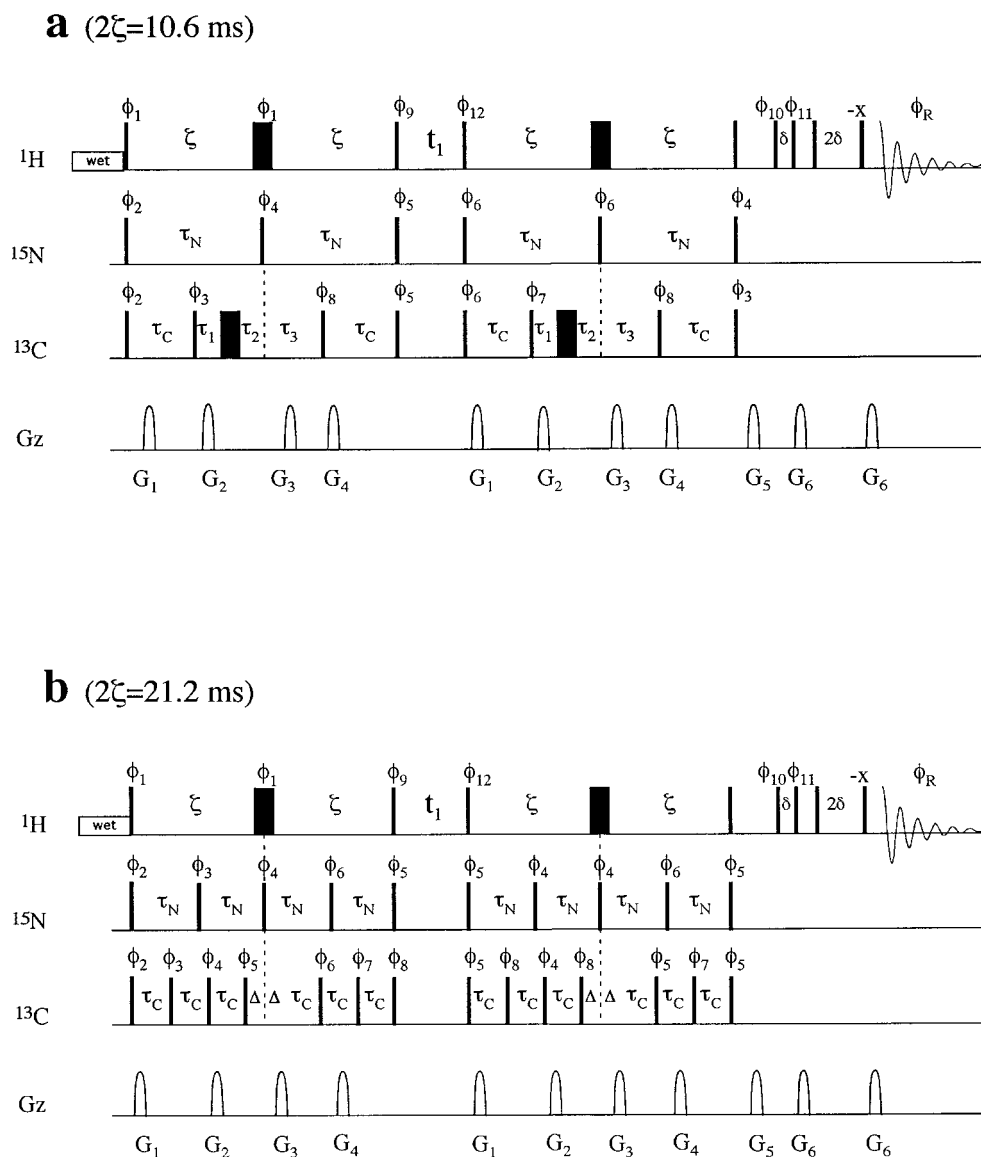 a (2ζ=10.6 ms)
ϕ1 ϕ1 ϕ9 ϕ12 ϕ10 ϕ11 -x ϕR
¹H wet ζ ζ t1 ζ ζ δ 2δ
ϕ2 ϕ4 ϕ5 ϕ6 ϕ6 ϕ4
¹⁵N τN τN τN τN
ϕ2 ϕ3 ϕ8 ϕ5 ϕ6 ϕ7 ϕ8 ϕ3
¹³C τC τ1 τ2 τ3 τC τC τ1 τ2 τ3 τC
Gz
G1 G2 G3 G4 G1 G2 G3 G4 G5 G6 G6
b (2ζ=21.2 ms)
ϕ1 ϕ1 ϕ9 ϕ12 ϕ10 ϕ11 -x ϕR
¹H wet ζ ζ t1 ζ ζ δ 2δ
ϕ2 ϕ3 ϕ4 ϕ6 ϕ5 ϕ5 ϕ4 ϕ4 ϕ6 ϕ5
¹⁵N τN τN τN τN τN τN τN τN
ϕ2 ϕ3 ϕ4 ϕ5 ϕ6 ϕ7 ϕ8 ϕ5 ϕ8 ϕ4 ϕ8 ϕ5 ϕ7 ϕ5
¹³C τC τC τC Δ Δ τC τC τC τC τC τC Δ Δ τC τC τC
Gz
G1 G2 G3 G4 G1 G2 G3 G4 G5 G6 G6